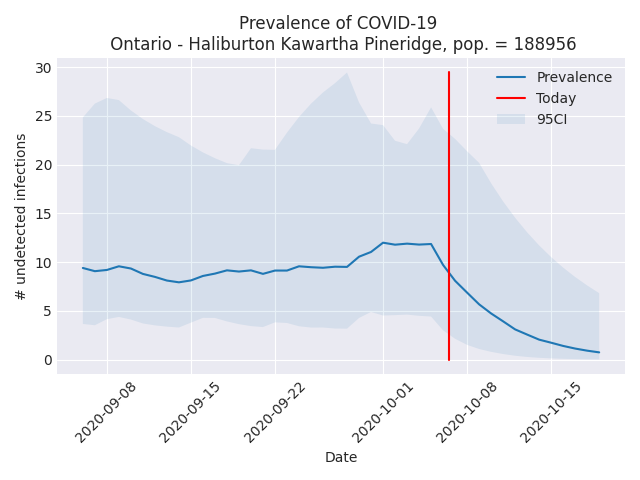 Prevalence of COVID-19
Ontario - Haliburton Kawartha Pineridge, pop. = 188956
# undetected infections
30
25
20
15
10
5
0
Prevalence
Today
95CI
2020-09-08
2020-09-15
2020-09-22
2020-10-01
2020-10-08
2020-10-15
Date